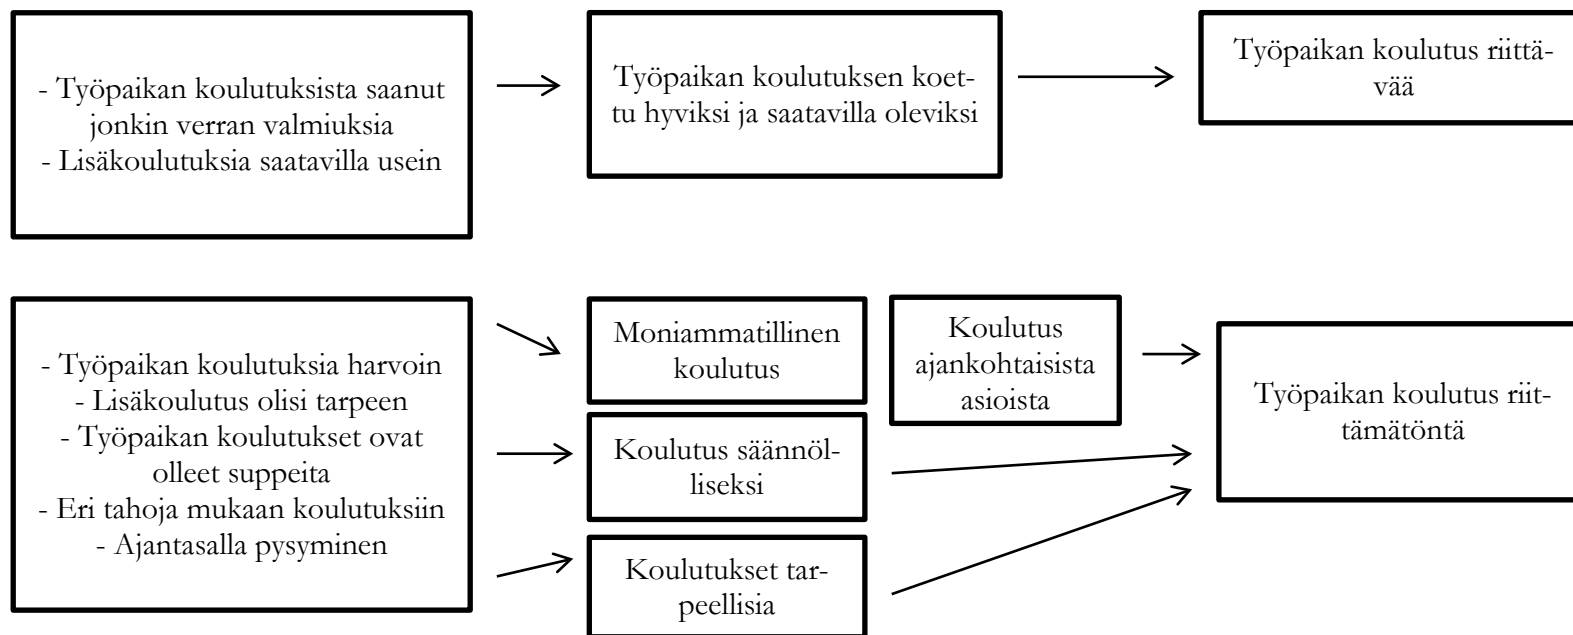 - Työpaikan koulutuksista saanut
jonkin verran valmiuksia
- Lisäkoulutuksia saatavilla usein
Työpaikan koulutuksen koet-
tu hyviksi ja saatavilla oleviksi
Työpaikan koulutus riittä-
vää
- Työpaikan koulutuksia harvoin
- Lisäkoulutus olisi tarpeen
- Työpaikan koulutukset ovat
olleet suppeita
- Eri tahoja mukaan koulutuksiin
- Ajantasalla pysyminen
Moniammatillinen
koulutus
Koulutus säännöl-
liseksi
Koulutukset tar-
peellisia
Koulutus
ajankohtaisista
asioista
Työpaikan koulutus riit-
tämätöntä